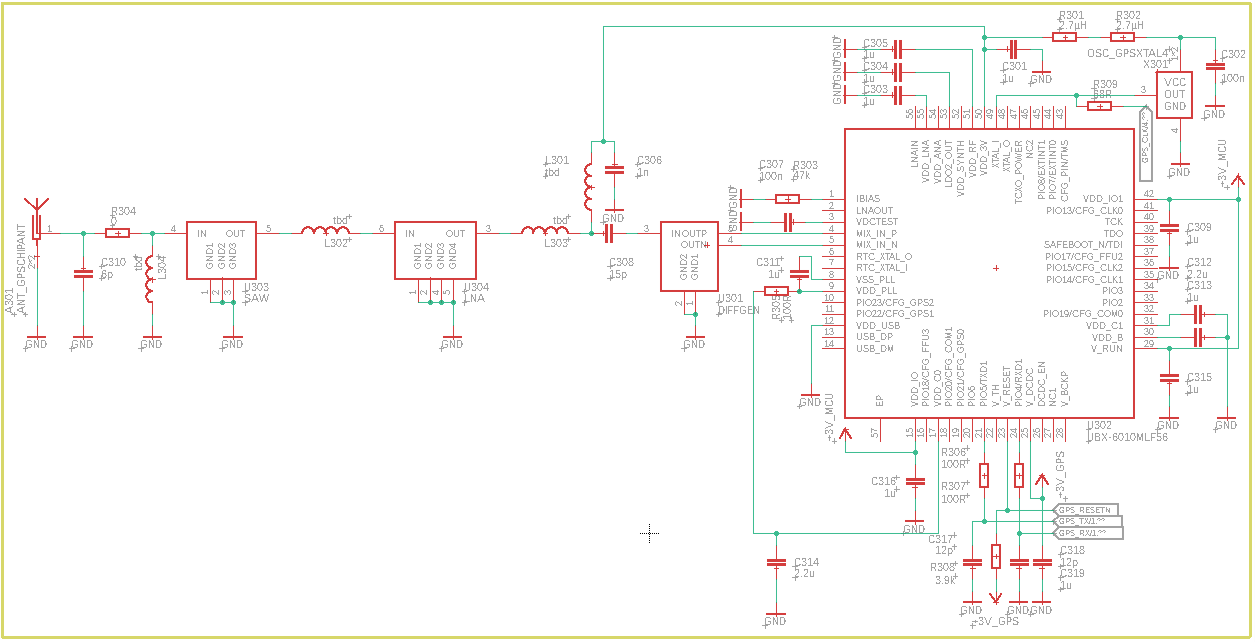 R301
2.7uH
R302
2.7uH
OSC_GPSXTAL4
X301
C302
100n
GND
C305
1u
GND
C304
1u
GND
C303
1u
GND
C301
1u
GND
R309
3
VCC
OUT
GND
4
GND
GPS_CLK/4.??
+3V_MCU
56 55 54 53 52 51 50 49 48 47 46 45 44 43
LNAIN
VDD_LNA
VDD_ANA
LDO2_OUT
VDD_SYNTH
VDD_RF
VDD_3V
XTAL_I
XTAL_O
TCXO_POWER
NC2
PIO8/EXTINT1
PIO7/EXTINT0
CFG_PIN/TMS
L301
tbd
C306
1n
GND
C307
100n
R303
47k
GND
GND
1 IBIAS
2 LNAOUT
3 VDCTEST
4 MIX_IN_P
5 MIX_IN_N
6 RTC_XTAL_O
7 RTC_XTAL_I
8 VSS_PLL
9 VDD_PLL
10 PIO23/CFG_GPS2
11 PIO22/CFG_GPS1
12 VDD_USB
13 USB_DP
14 USB_DM
VDD_IO1 42
PIO13/CFG_CLK0 41
TCK 40
TDO 39
SAFEBOOT_N/TDI 38
PIO17/CFG_FFU2 37
PIO15/CFG_CLK2 36
PIO14/CFG_CLK1 35
PIO3 34
PIO2 33
PIO19/CFG_COM0 32
VDD_C1 31
VDD_B 30
V_RUN 29
C309
1u
GND
C312
2.2u
C313
1u
C315
1u
GND
GND
A301
ANT_GPSCHIPANT
1
2
GND
C310
6p
GND
R304
0
tbd
L304
GND
4
IN
OUT
GND1
GND2
GND3
1 2 3
5
U303
SAW
GND
tbd
L302
6
IN
OUT
GND1
GND2
GND3
GND4
1 2 4 5
3
U304
LNA
GND
tbd
L303
C308
15p
3
IN
OUTP
OUTN
4
GND2
GND1
2 1
U301
DIFFGEN
GND
C311
1u
R305
100R
GND
+3V_MCU
EP
57
VDD_IO
PIO18/CFG_FFU3
VDD_C0
PIO20/CFG_COM1
PIO21/CFG_GPS0
PIO6
PIO5/TXD1
V_TH
V_RESET
PIO4/RXD1
V_DCDC
DCDC_EN
NC1
V_BCKP
15 16 17 18 19 20 21 22 23 24 25 26 27 28
U302
UBX-6010MLF56
R306
100R
R307
100R
C316
1u
GND
+3V_GPS
GPS_RESETN
GPS_TX/1.??
GPS_RX/1.??
C317
12p
R308
3.9k
C318
12p
C319
1u
GND
GND
GND
+3V_GPS
C314
2.2u
GND